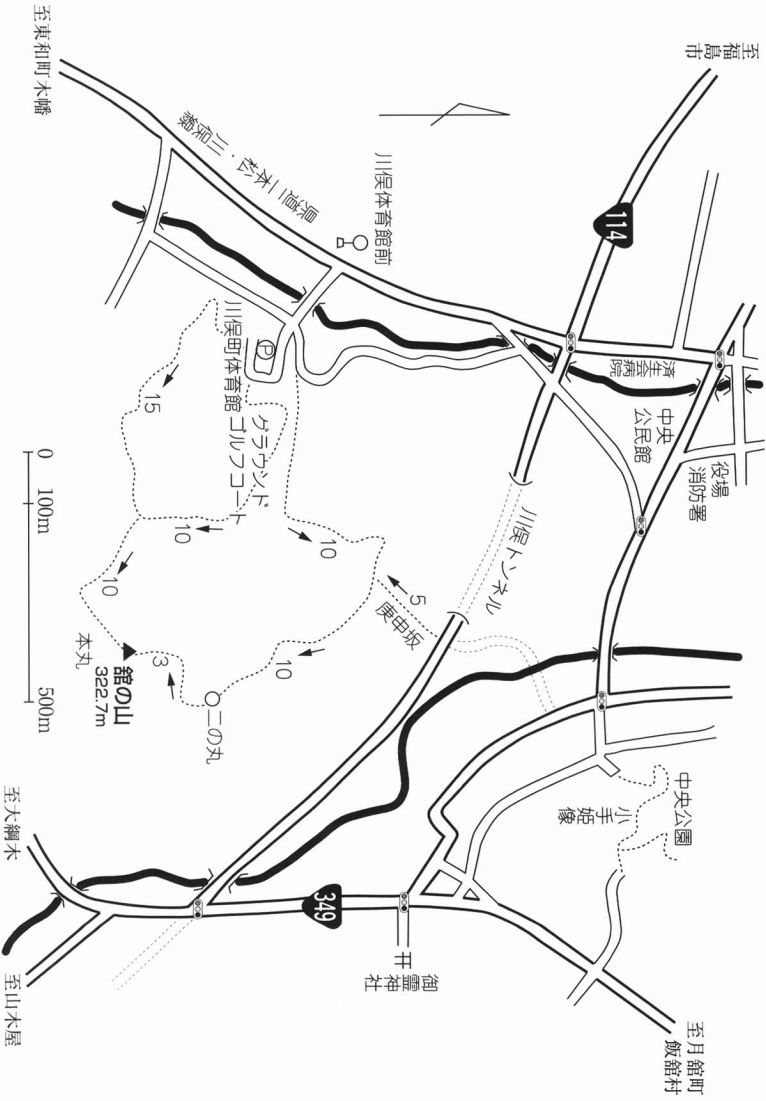 至福島市
114
至東和町木幡
県道二本松・川俣線
川俣体育館前
済生会病院
中央公民館
役場
消防署
川俣町体育館
P
グラウンド
ゴルフコート
川俣トンネル
庚申坂
15
10
10
5
10
10
3
本丸
舘の山
322.7m
二の丸
中央公園
小手姫像
349
御霊神社
至大綱木
至山木屋
至月舘町
飯舘村
0
100m
500m